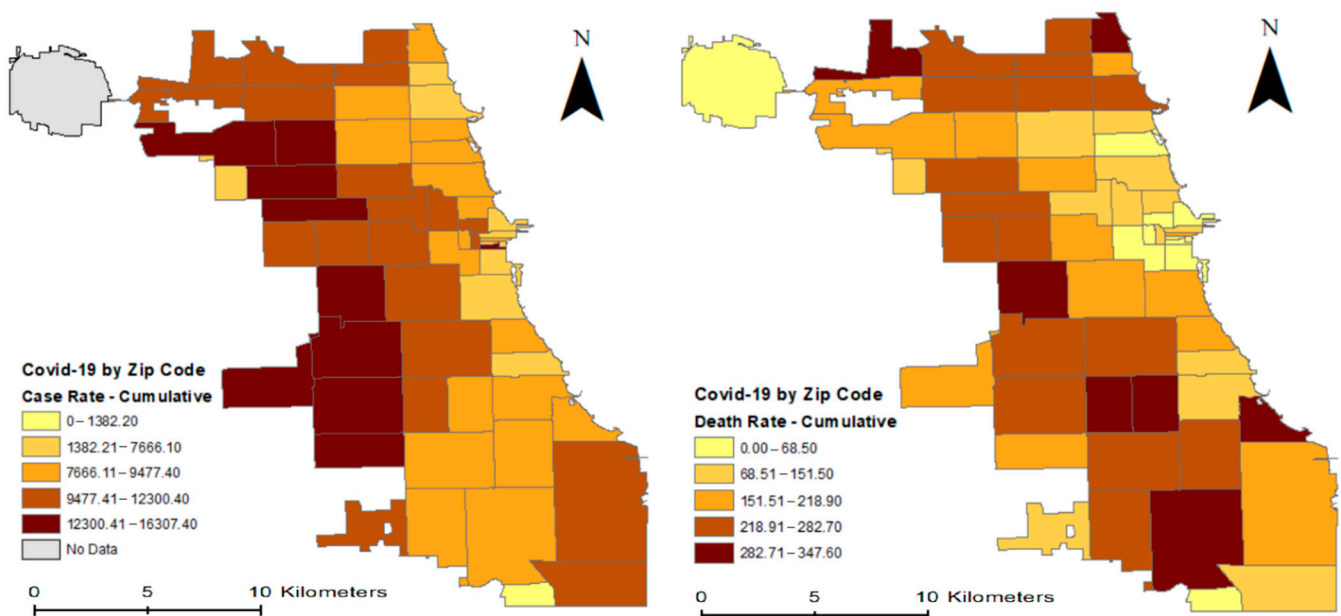 N
Covid-19 by Zip Code
Case Rate - Cumulative
0–1382.20
1382.21–7666.10
7666.11–9477.40
9477.41–12300.40
12300.41–16307.40
No Data
0 5 10 Kilometers
N
Covid-19 by Zip Code
Death Rate - Cumulative
0.00–68.50
68.51–151.50
151.51–218.90
218.91–282.70
282.71–347.60
0 5 10 Kilometers